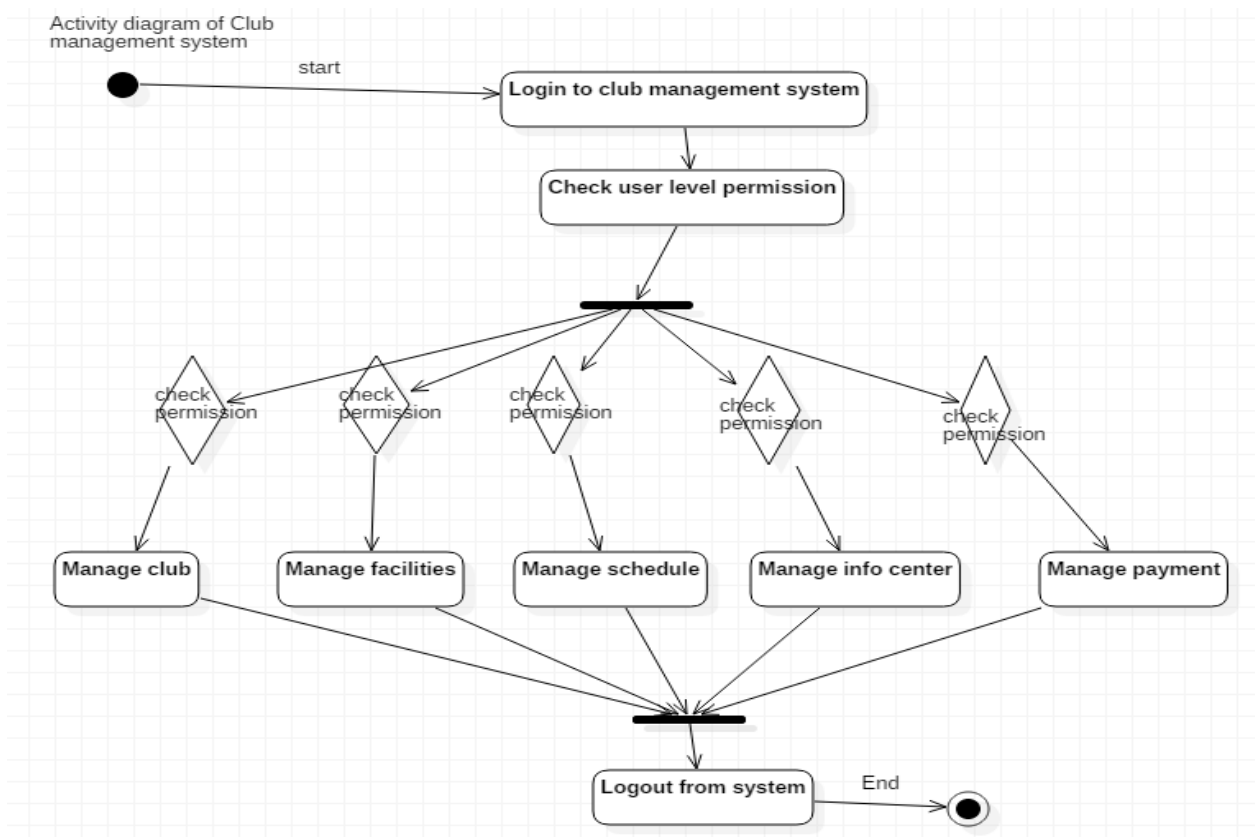 Activity diagram of Club
management system
start
Login to club management system
Check user level permission
check
permission
check
permission
check
permission
check
permission
check
permission
Manage club
Manage facilities
Manage schedule
Manage info center
Manage payment
Logout from system
End